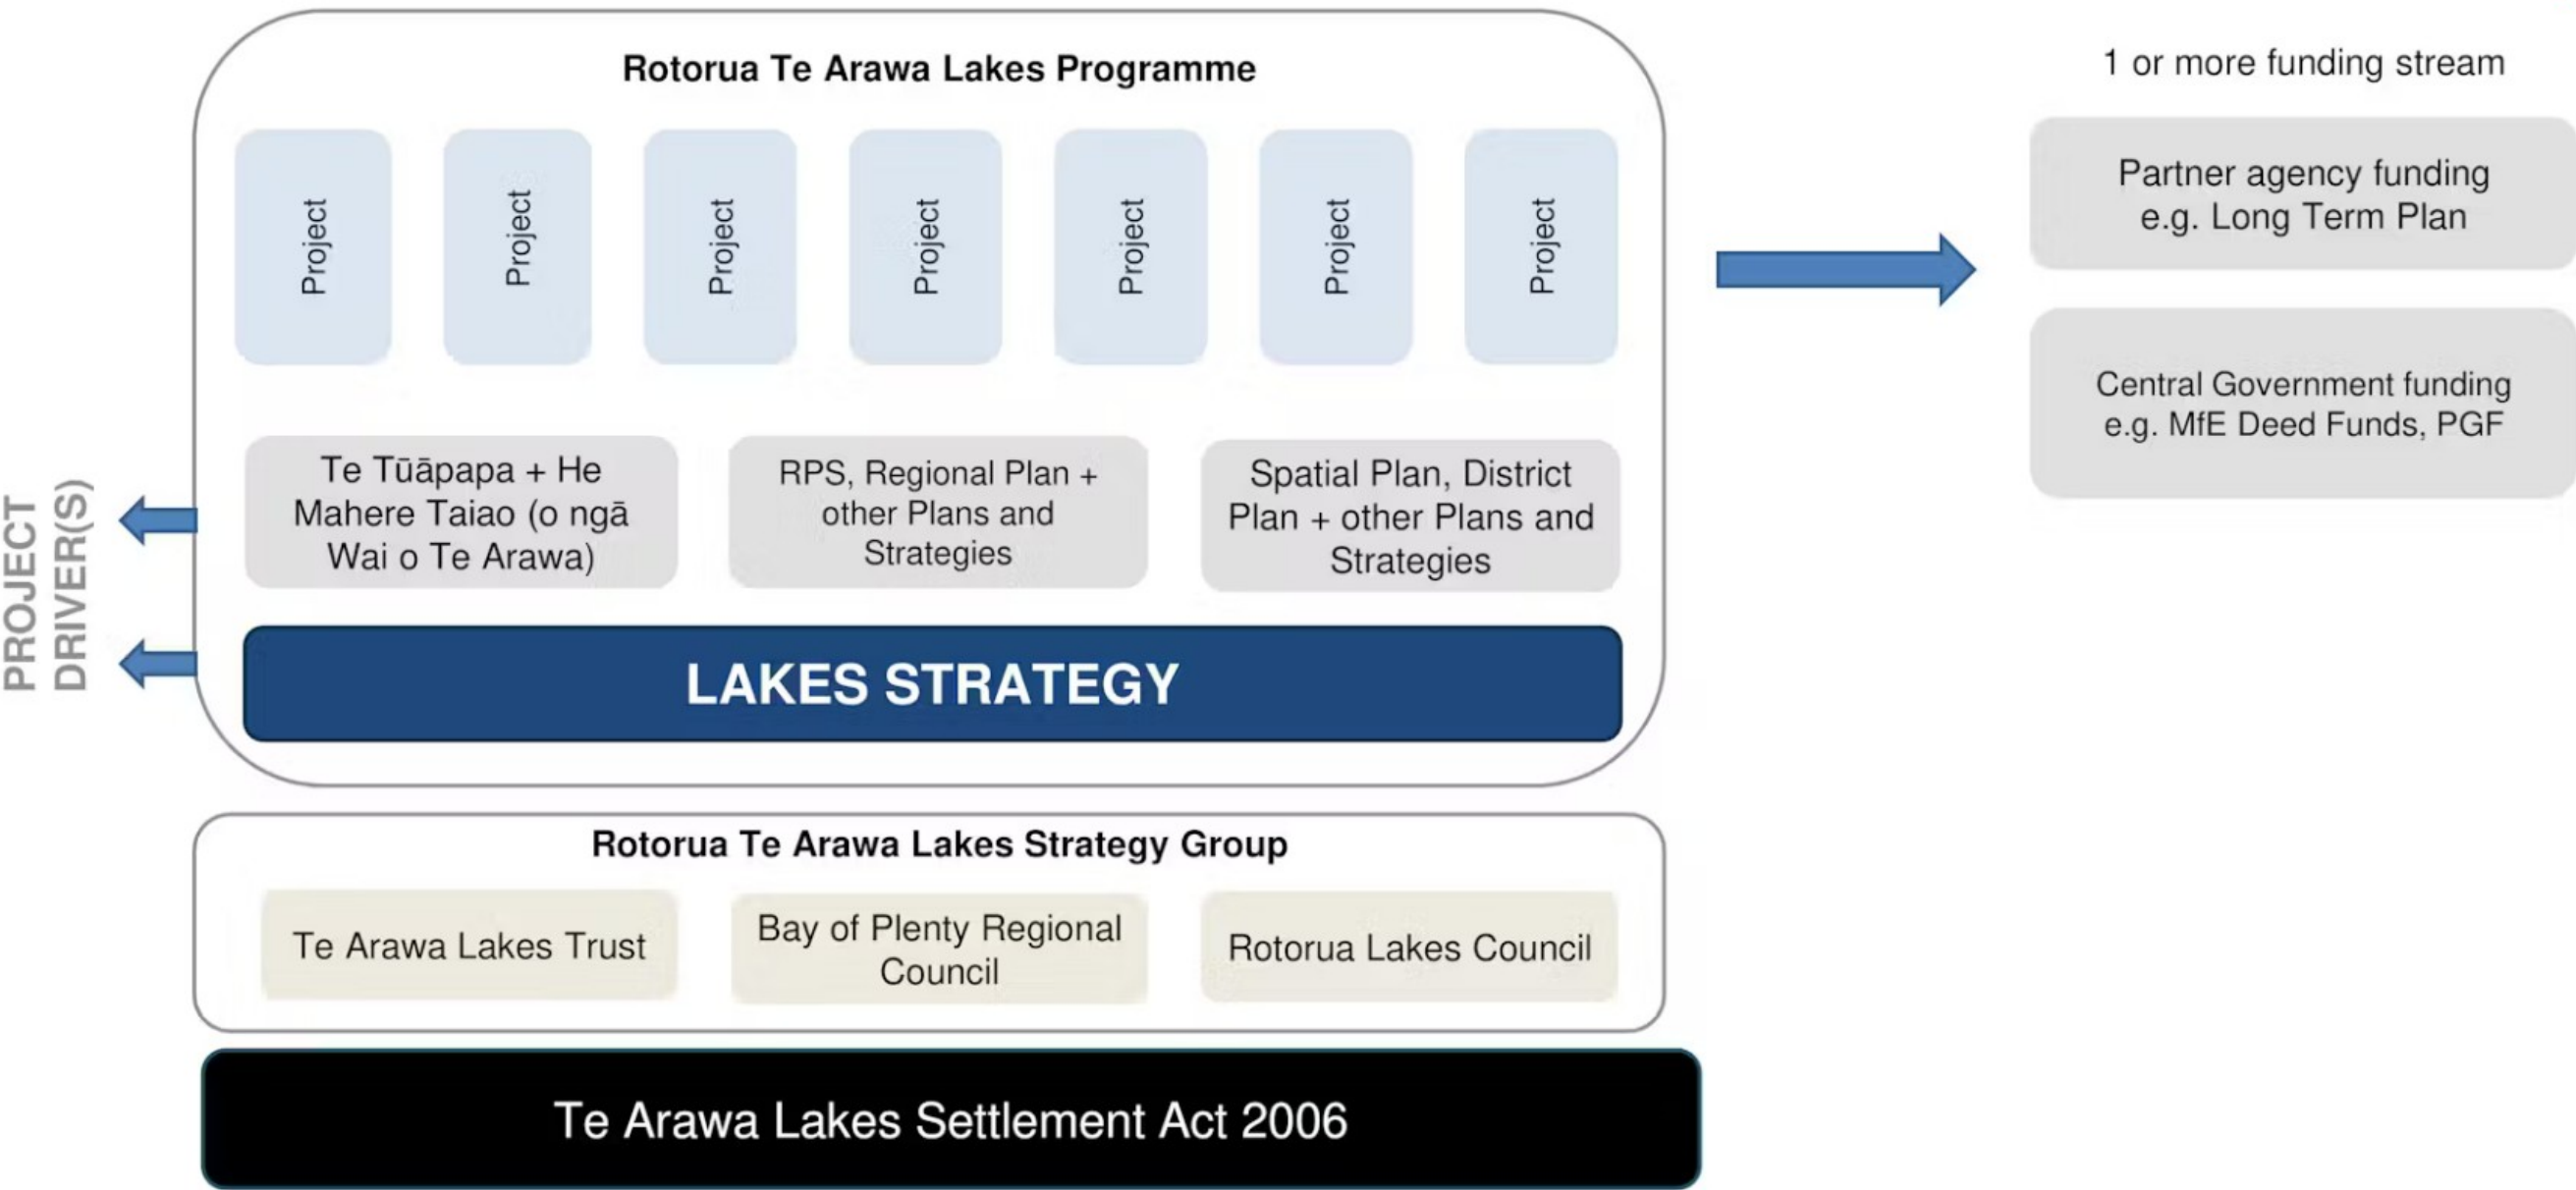 Rotorua Te Arawa Lakes Programme
Project
Project
Project
Project
Project
Project
Project
1 or more funding stream
Partner agency funding
e.g. Long Term Plan
Central Government funding
e.g. MfE Deed Funds, PGF
PROJECT
DRIVER(S)
Te Tūāpapa + He
Mahere Taiao (o ngā
Wai o Te Arawa)
RPS, Regional Plan +
other Plans and
Strategies
Spatial Plan, District
Plan + other Plans and
Strategies
LAKES STRATEGY
Rotorua Te Arawa Lakes Strategy Group
Te Arawa Lakes Trust
Bay of Plenty Regional
Council
Rotorua Lakes Council
Te Arawa Lakes Settlement Act 2006